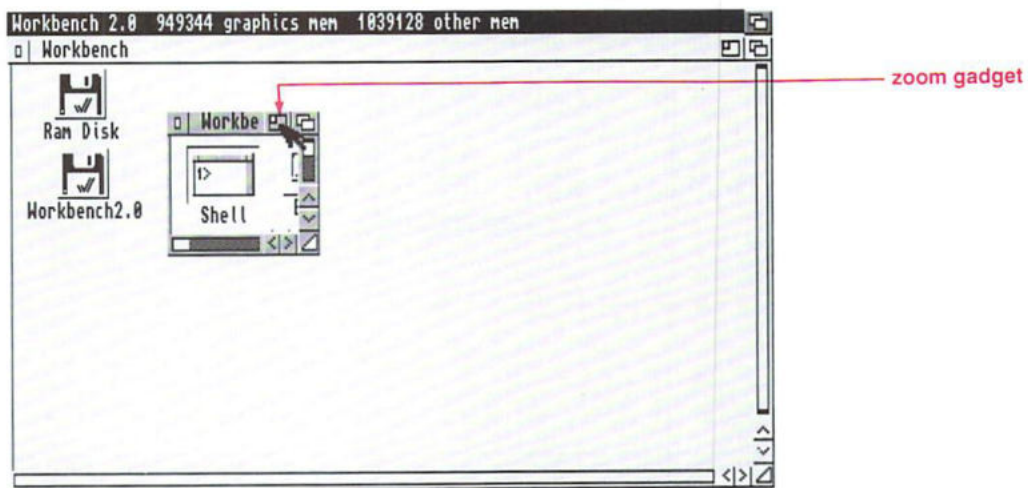 Workbench 2.0 949344 graphics mem 1039128 other mem
Workbench
zoom gadget
Ram Disk
Workbe
1>
Shell
Workbench2.0